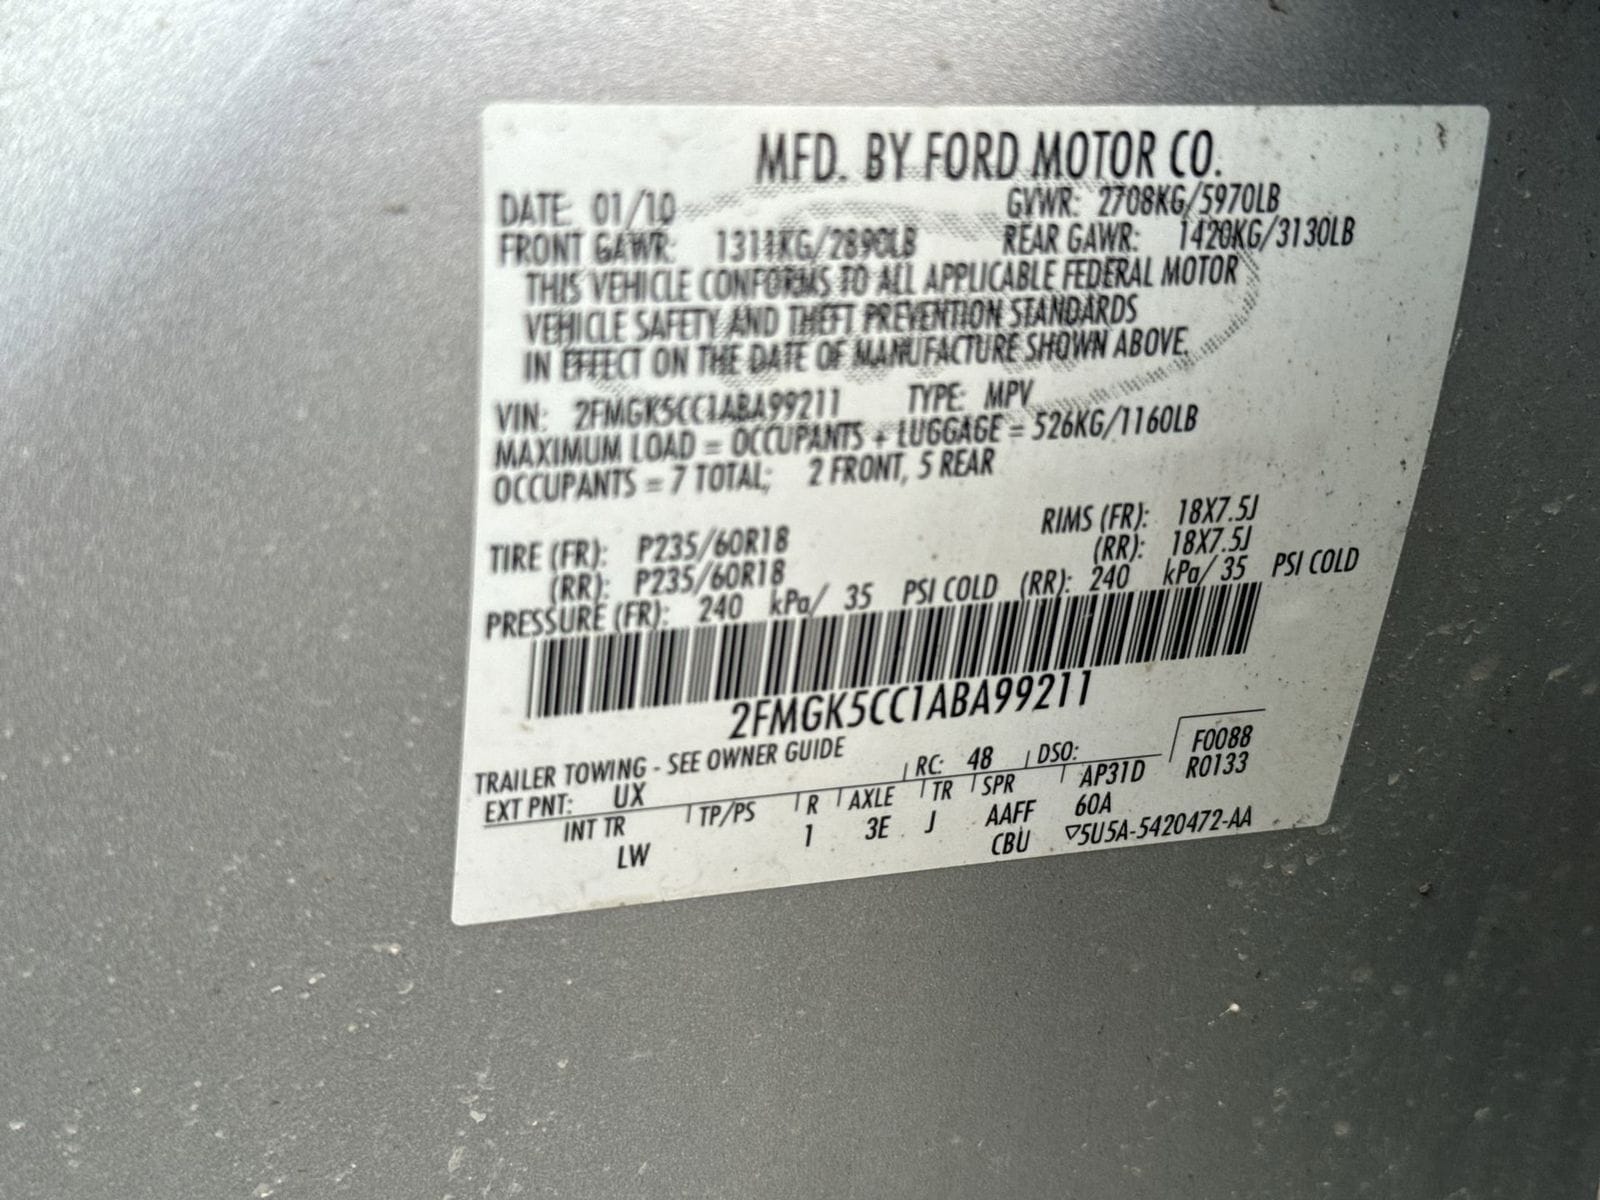 MFD. BY FORD MOTOR CO.
DATE: 01/10 GVWR: 2708KG/5970LB
FRONT GAWR: 1311KG/2890LB REAR GAWR: 1420KG/3130LB
THIS VEHICLE CONFORMS TO ALL APPLICABLE FEDERAL MOTOR
VEHICLE SAFETY AND THEFT PREVENTION STANDARDS
IN EFFECT ON THE DATE OF MANUFACTURE SHOWN ABOVE.
VIN: 2FMGK5CC1ABA99211 TYPE: MPV
MAXIMUM LOAD = OCCUPANTS + LUGGAGE = 526KG/1160LB
OCCUPANTS = 7 TOTAL; 2 FRONT, 5 REAR
TIRE (FR): P235/60R18 RIMS (FR): 18X7.5J
(RR): P235/60R18 (RR): 18X7.5J
PRESSURE (FR): 240 kPa/ 35 PSI COLD (RR): 240 kPa/ 35 PSI COLD
2FMGK5CC1ABA99211
TRAILER TOWING - SEE OWNER GUIDE
EXT PNT: UX RC: 48 DSO: F0088
INT TR TP/PS R AXLE TR SPR AP31D R0133
LW 1 3E J AAFF 60A
CBU ▽5U5A-5420472-AA